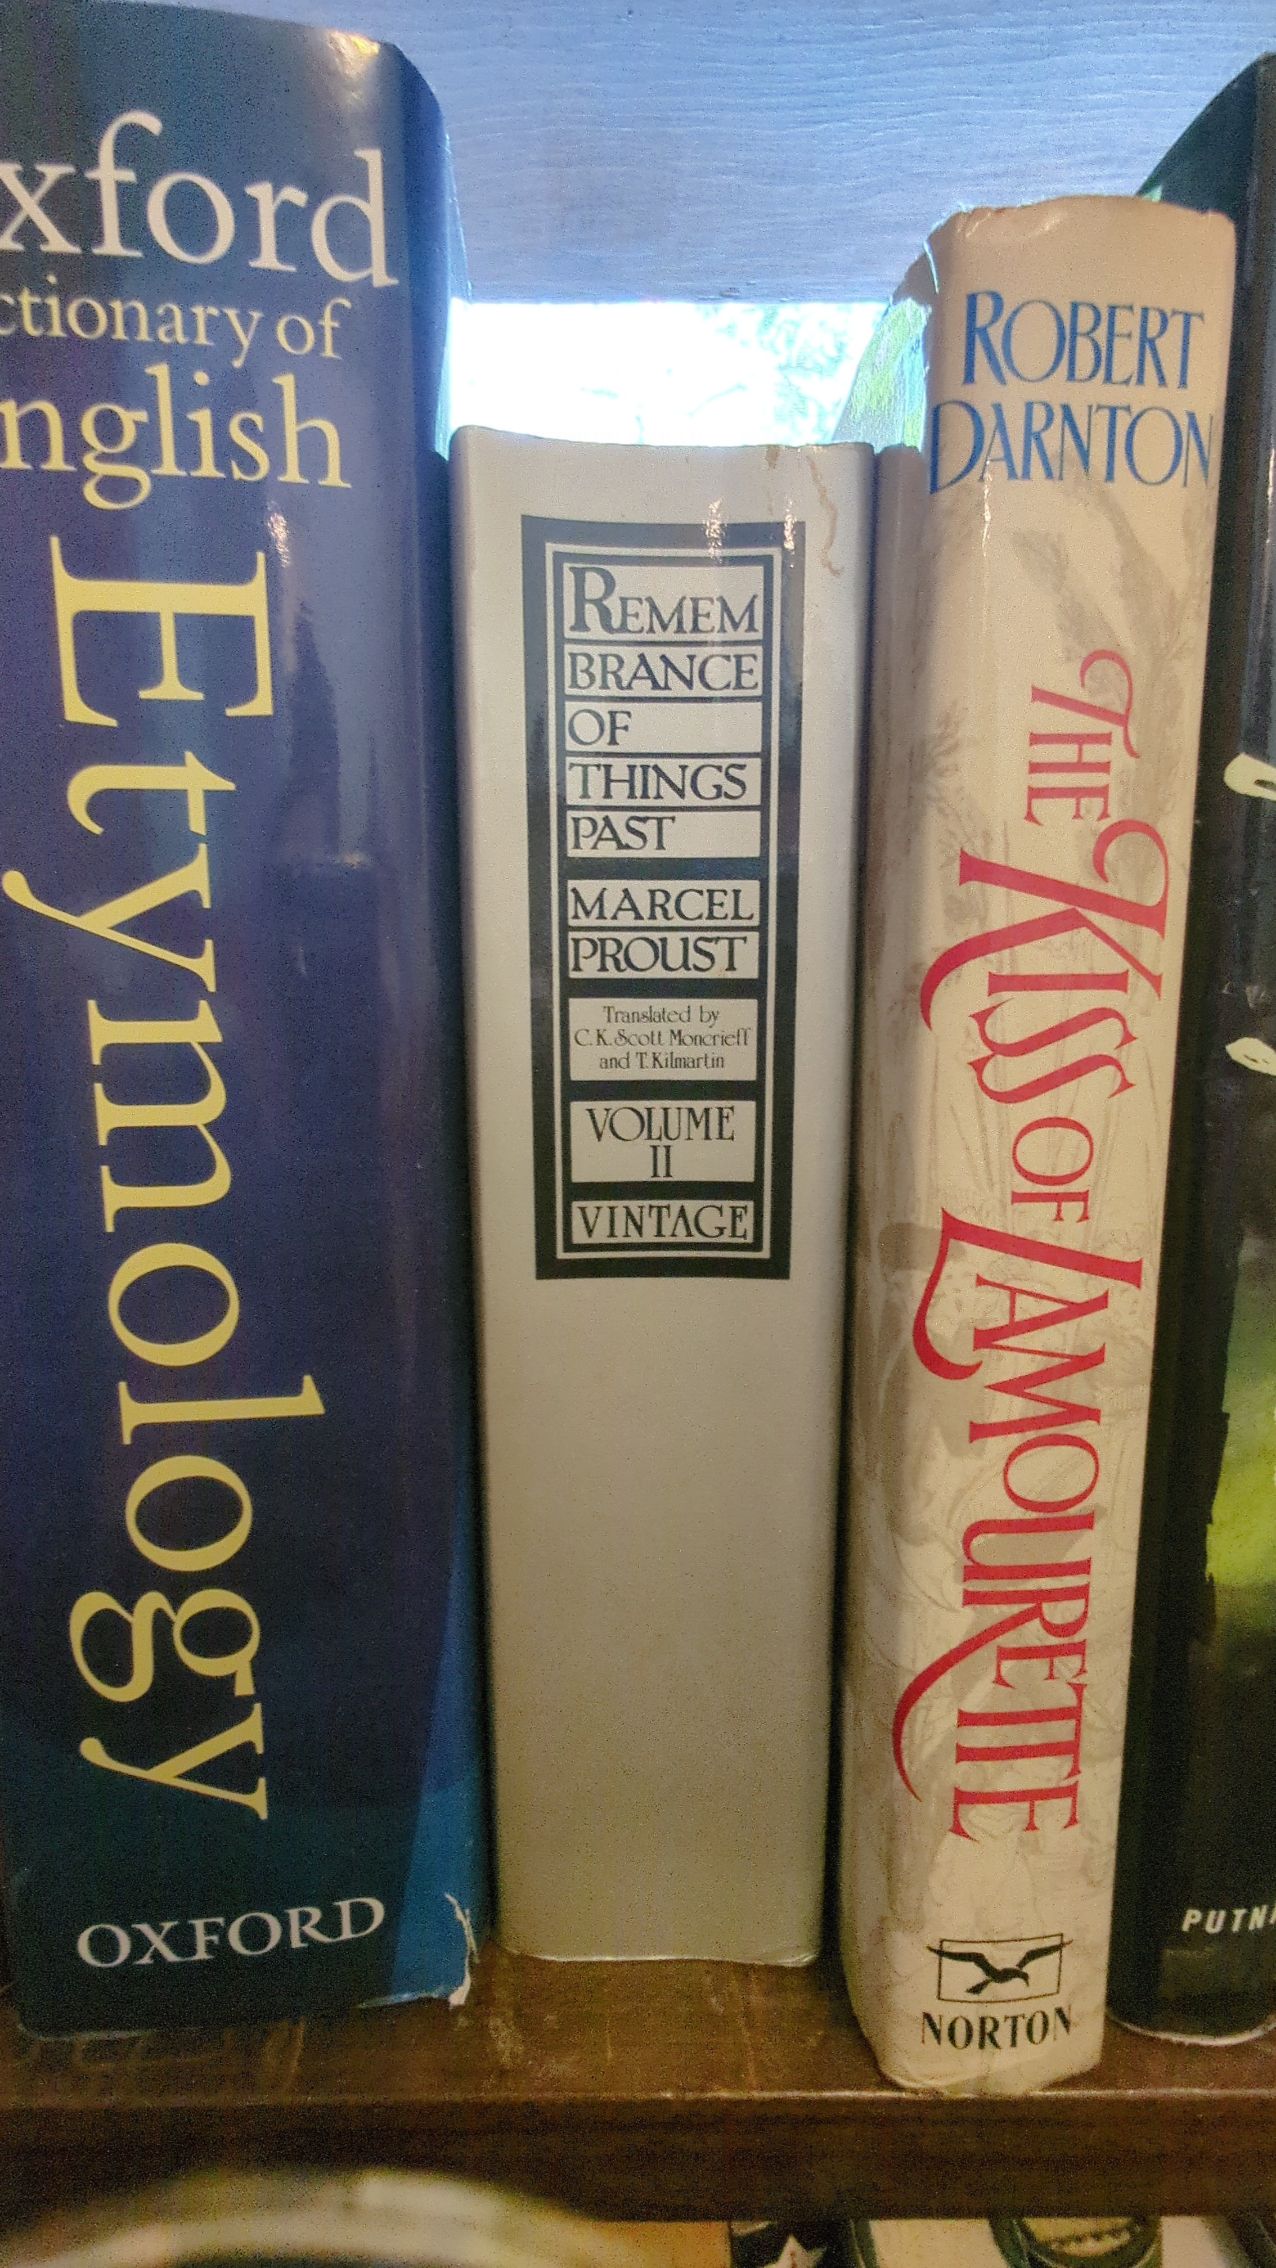 xford
ctionary of
nglish
Etymology
OXFORD
REMEM
BRANCE
OF
THINGS
PAST
MARCEL
PROUST
Translated by
C. K. Scott Moncrieff
and T. Kilmartin
VOLUME
II
VINTAGE
ROBERT
DARNTON
THE KISS OF LAMOURETTE
NORTON
PUTN